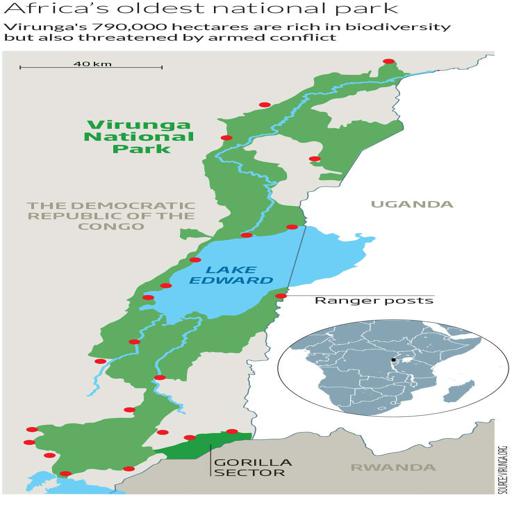 Africa's oldest national park
Virunga's 790,000 hectares are rich in biodiversity
but also threatened by armed conflict
40 km
Virunga
National
Park
THE DEMOCRATIC
REPUBLIC OF THE
CONGO
UGANDA
LAKE
EDWARD
Ranger posts
GORILLA
SECTOR
RWANDA
SOURCE:VIRUNGA.ORG